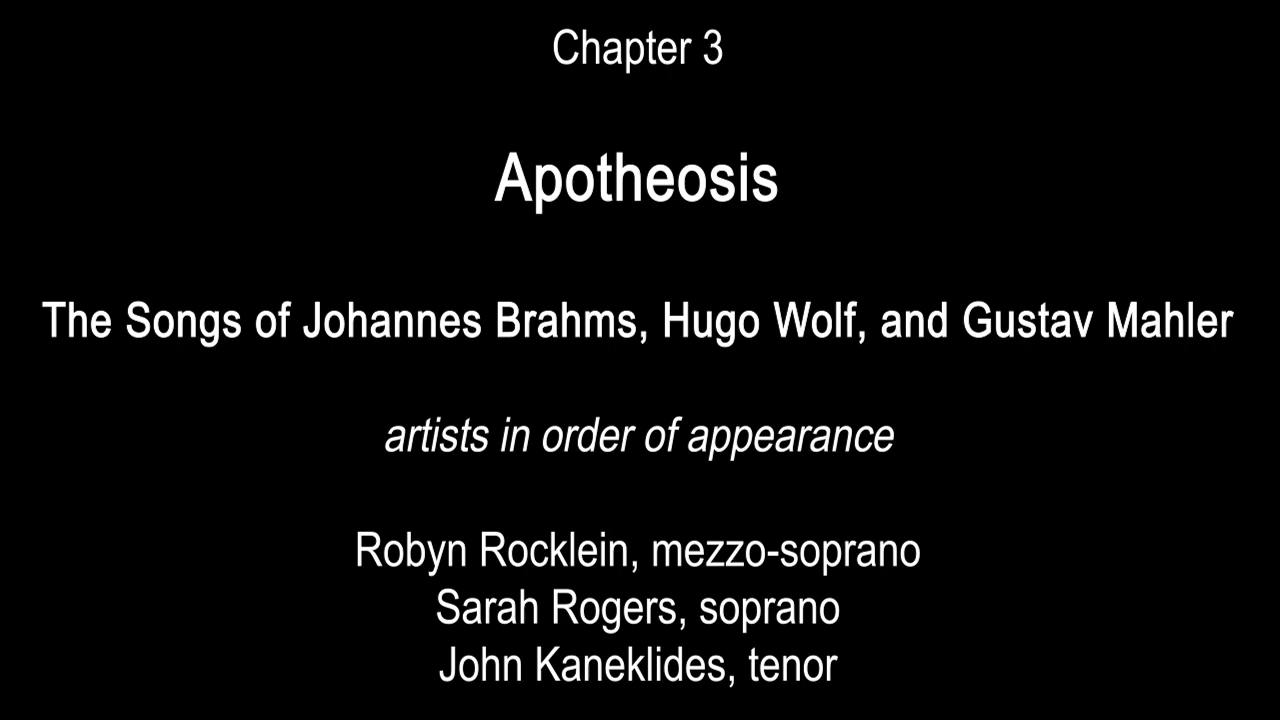 Chapter 3
Apotheosis
The Songs of Johannes Brahms, Hugo Wolf, and Gustav Mahler
artists in order of appearance
Robyn Rocklein, mezzo-soprano
Sarah Rogers, soprano
John Kaneklides, tenor